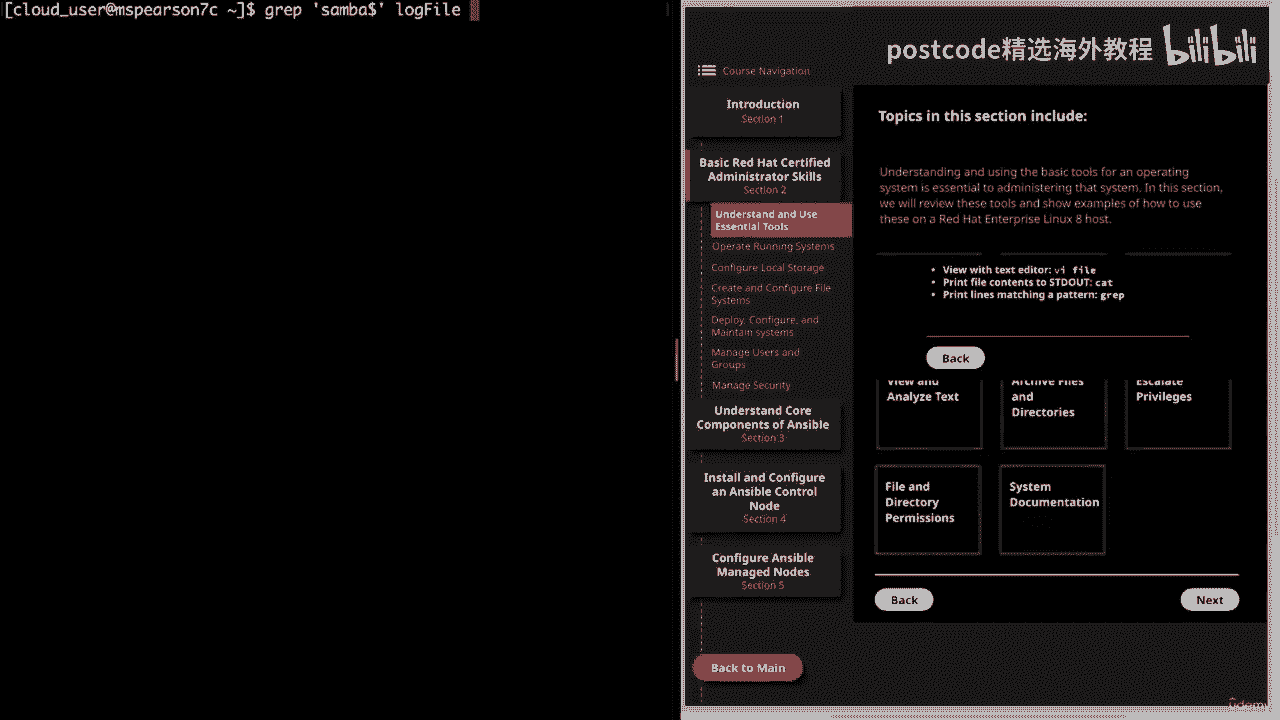 [cloud_user@mspearson7c ~]$ grep 'samba$' logFile
postcode精选海外教程 bilibili
Course Navigation
Introduction
Section 1
Basic Red Hat Certified
Administrator Skills
Section 2
Understand and Use
Essential Tools
Operate Running Systems
Configure Local Storage
Create and Configure File
Systems
Deploy, Configure, and
Maintain systems
Manage Users and
Groups
Manage Security
Understand Core
Components of Ansible
Section 3
Install and Configure
an Ansible Control
Node
Section 4
Configure Ansible
Managed Nodes
Section 5
Back to Main
Topics in this section include:
Understanding and using the basic tools for an operating
system is essential to administering that system. In this section,
we will review these tools and show examples of how to use
these on a Red Hat Enterprise Linux 8 host.
• View with text editor: vi file
• Print file contents to STDOUT: cat
• Print lines matching a pattern: grep
Back
View and
Analyze Text
Archive Files
and
Directories
Escalate
Privileges
File and
Directory
Permissions
System
Documentation
Back
Next
udemy